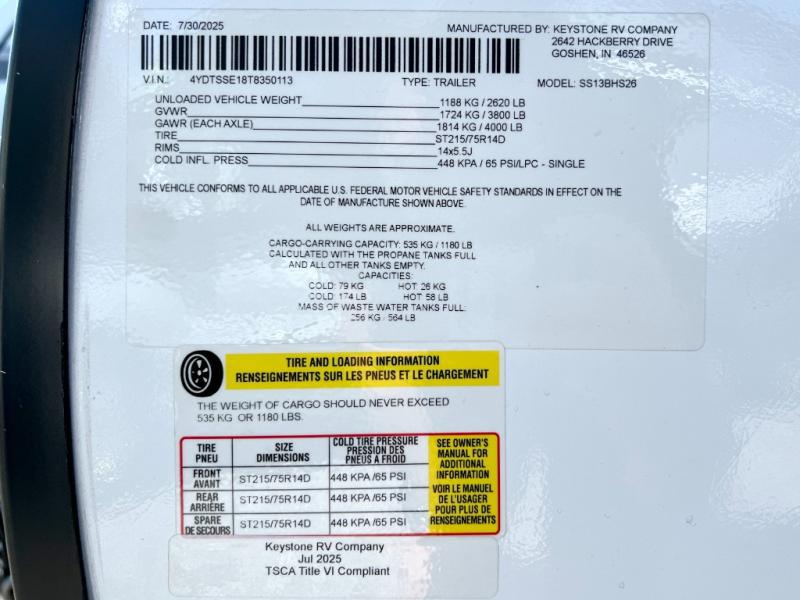 DATE: 7/30/2025
MANUFACTURED BY: KEYSTONE RV COMPANY
2642 HACKBERRY DRIVE
GOSHEN, IN 46526
V.I.N.: 4YDTSSE18T8350113 TYPE: TRAILER MODEL: SS13BHS26
UNLOADED VEHICLE WEIGHT 1188 KG / 2620 LB
GVWR 1724 KG / 3800 LB
GAWR (EACH AXLE) 1814 KG / 4000 LB
TIRE ST215/75R14D
RIMS 14x5.5J
COLD INFL. PRESS 448 KPA / 65 PSI/LPC - SINGLE
THIS VEHICLE CONFORMS TO ALL APPLICABLE U.S. FEDERAL MOTOR VEHICLE SAFETY STANDARDS IN EFFECT ON THE
DATE OF MANUFACTURE SHOWN ABOVE.
ALL WEIGHTS ARE APPROXIMATE.
CARGO-CARRYING CAPACITY: 535 KG / 1180 LB
CALCULATED WITH THE PROPANE TANKS FULL
AND ALL OTHER TANKS EMPTY.
CAPACITIES:
COLD: 79 KG HOT: 26 KG
COLD: 174 LB HOT: 58 LB
MASS OF WASTE WATER TANKS FULL:
256 KG - 564 LB
TIRE AND LOADING INFORMATION
RENSEIGNEMENTS SUR LES PNEUS ET LE CHARGEMENT
THE WEIGHT OF CARGO SHOULD NEVER EXCEED
535 KG OR 1180 LBS.
TIRE
PNEU
SIZE
DIMENSIONS
COLD TIRE PRESSURE
PRESSION DES
PNEUS A FROID
FRONT
AVANT
ST215/75R14D
448 KPA /65 PSI
REAR
ARRIÈRE
ST215/75R14D
448 KPA /65 PSI
SPARE
DE SECOURS
ST215/75R14D
448 KPA /65 PSI
SEE OWNER'S
MANUAL FOR
ADDITIONAL
INFORMATION
VOIR LE MANUEL
DE L'USAGER
POUR PLUS DE
RENSEIGNEMENTS
Keystone RV Company
Jul 2025
TSCA Title VI Compliant